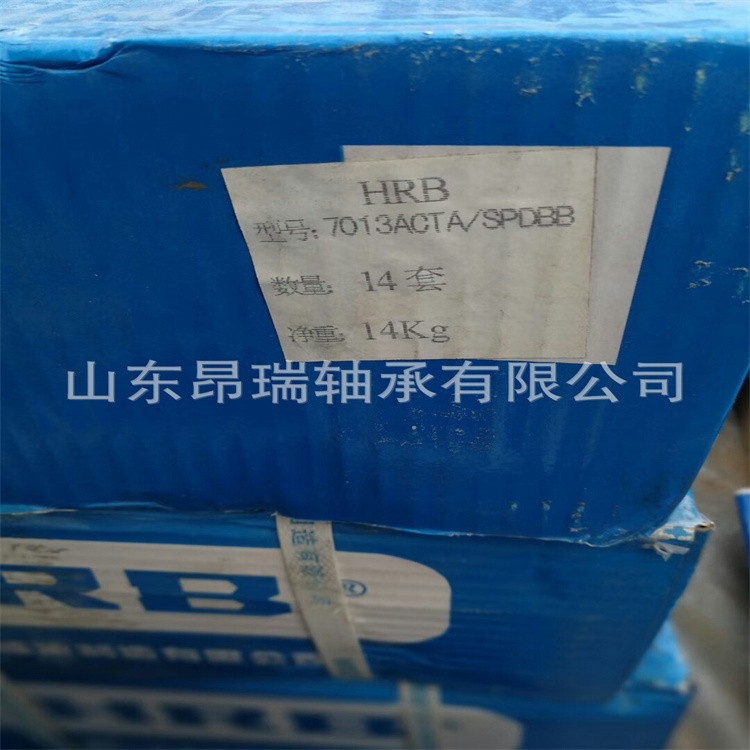 HRB
型号:7013ACTA/SPDBB
数量: 14套
净重: 14Kg
山东昂瑞轴承有限公司
RB®
HRB